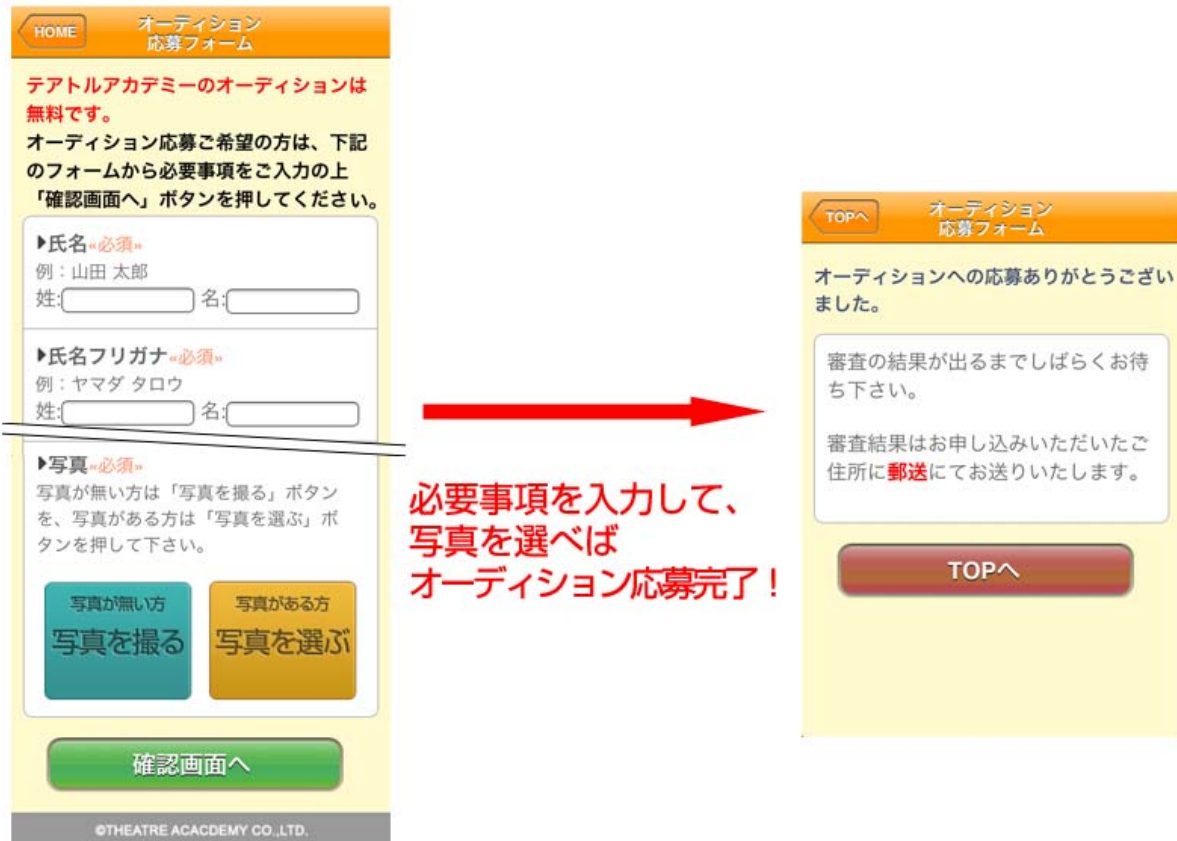 HOME
オーディション
応募フォーム
テアトルアカデミーのオーディションは
無料です。
オーディション応募ご希望の方は、下記
のフォームから必要事項をご入力の上
「確認画面へ」ボタンを押してください。
▶氏名«必須»
例：山田 太郎
姓: 名:
▶氏名フリガナ«必須»
例：ヤマダ タロウ
姓: 名:
▶写真«必須»
写真が無い方は「写真を撮る」ボタン
を、写真がある方は「写真を選ぶ」ボ
タンを押して下さい。
写真が無い方
写真を撮る
写真がある方
写真を選ぶ
確認画面へ
©THEATRE ACACDEMY CO.,LTD.
必要事項を入力して、
写真を選べば
オーディション応募完了！
TOPへ
オーディション
応募フォーム
オーディションへの応募ありがとうござい
ました。
審査の結果が出るまでしばらくお待
ち下さい。
審査結果はお申し込みいただいたご
住所に郵送にてお送りいたします。
TOPへ